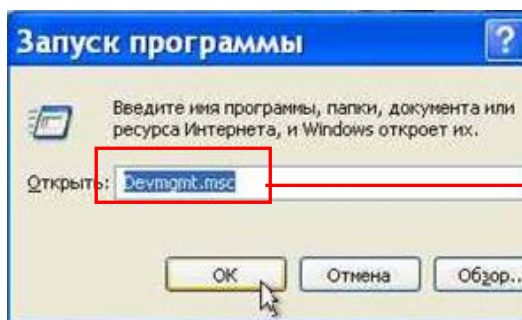 Запуск программы
?
Введите имя программы, папки, документа или
ресурса Интернета, и Windows откроет их.
Открыть: Devmgmt.msc
OK Отмена Обзор..